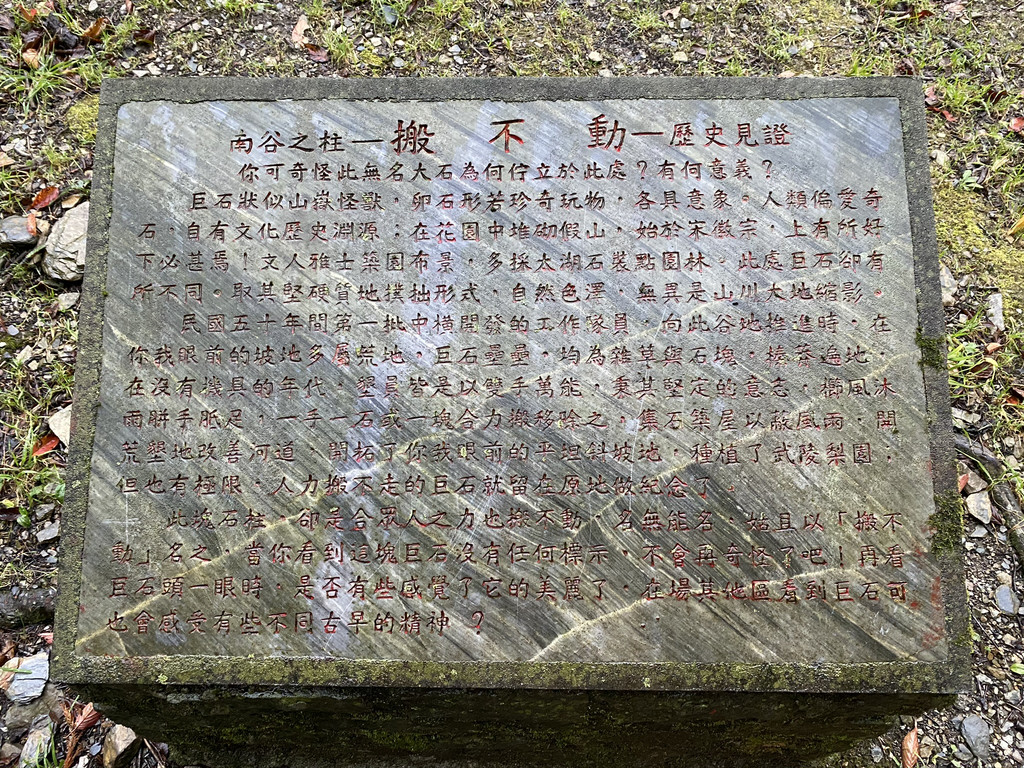 南谷之柱—搬不動—歷史見證
你可奇怪此無名大石為何佇立於此處?有何意義?
巨石狀似山嶽怪獸,卵石形若珍奇玩物,各具意象。人類偏愛奇
石,自有文化歷史淵源;在花園中堆砌假山,始於宋徽宗,上有所好
下必甚焉!文人雅士築園布景,多採太湖石裝點園林。此處巨石卻有
所不同。取其堅硬質地樸拙形式,自然色澤,無異是山川大地縮影。
民國五十年間第一批中橫開發的工作隊員,向此谷地推進時,在
你我眼前的坡地多屬荒地,巨石壘壘,均為雜草與石塊,榛莽遍地,
在沒有機具的年代,墾員皆是以雙手萬能,秉其堅定的意志,櫛風沐
雨胼手胝足,一手一石或一塊合力搬移除之,集石築屋以蔽風雨,開
荒墾地改善河道,開拓了你我眼前的平坦斜坡地,種植了武陵梨園,
但也有極限,人力搬不走的巨石就留在原地做紀念了。
此塊石柱,卻是合眾人之力也搬不動,名無能名,姑且以「搬不
動」名之,當你看到這塊巨石沒有任何標示,不會再奇怪了吧!再看
巨石頭一眼時,是否有些感覺了它的美麗了,在場其他區看到巨石可
也會感受有些不同古早的精神?